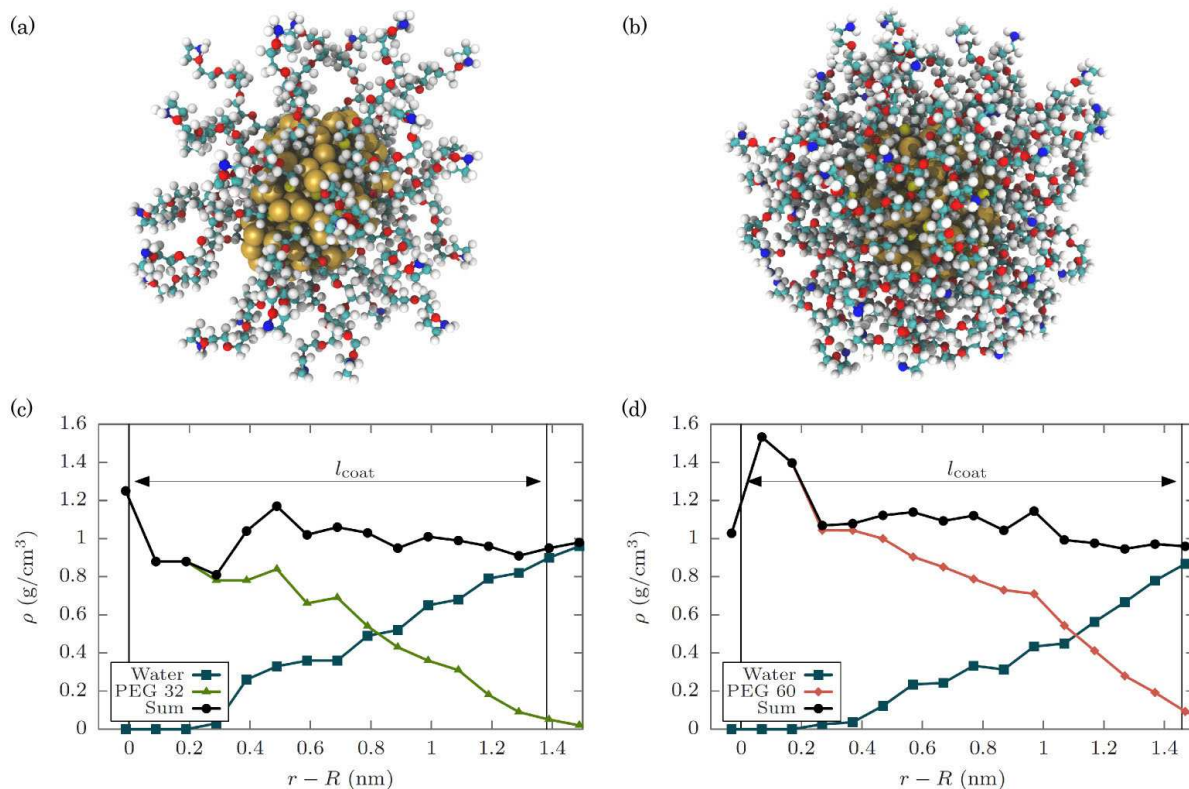 (a)
(b)
(c)
1.6
1.4
1.2
1
0.8
0.6
0.4
0.2
0
ρ (g/cm³)
l_coat
Water
PEG 32
Sum
0 0.2 0.4 0.6 0.8 1 1.2 1.4
r − R (nm)
(d)
1.6
1.4
1.2
1
0.8
0.6
0.4
0.2
0
ρ (g/cm³)
l_coat
Water
PEG 60
Sum
0 0.2 0.4 0.6 0.8 1 1.2 1.4
r − R (nm)